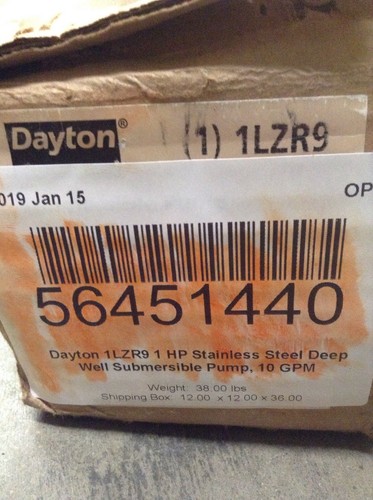 Dayton® (1) 1LZR9
019 Jan 15 OP
56451440
Dayton 1LZR9 1 HP Stainless Steel Deep
Well Submersible Pump, 10 GPM
Weight: 38.00 lbs
Shipping Box: 12.00 x 12.00 x 36.00